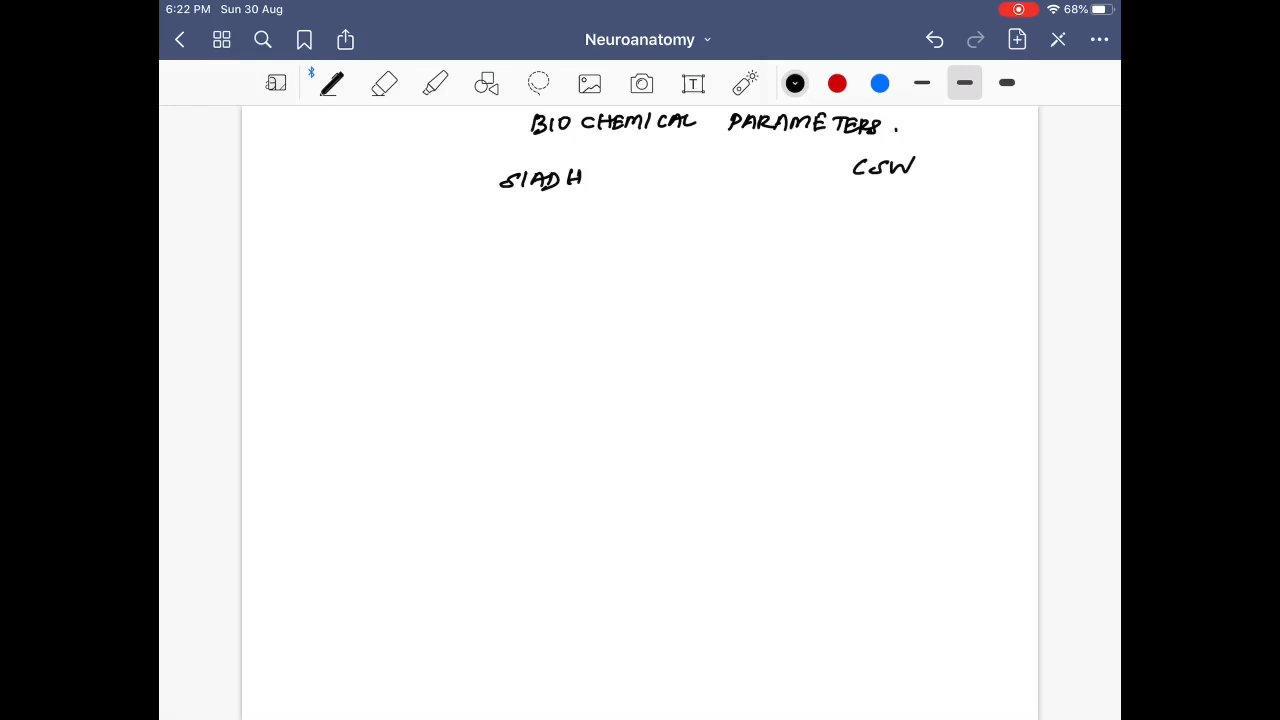 6:22 PM Sun 30 Aug 68%
Neuroanatomy
T
BIO CHEMICAL PARAMETERS.
SIADH CSW